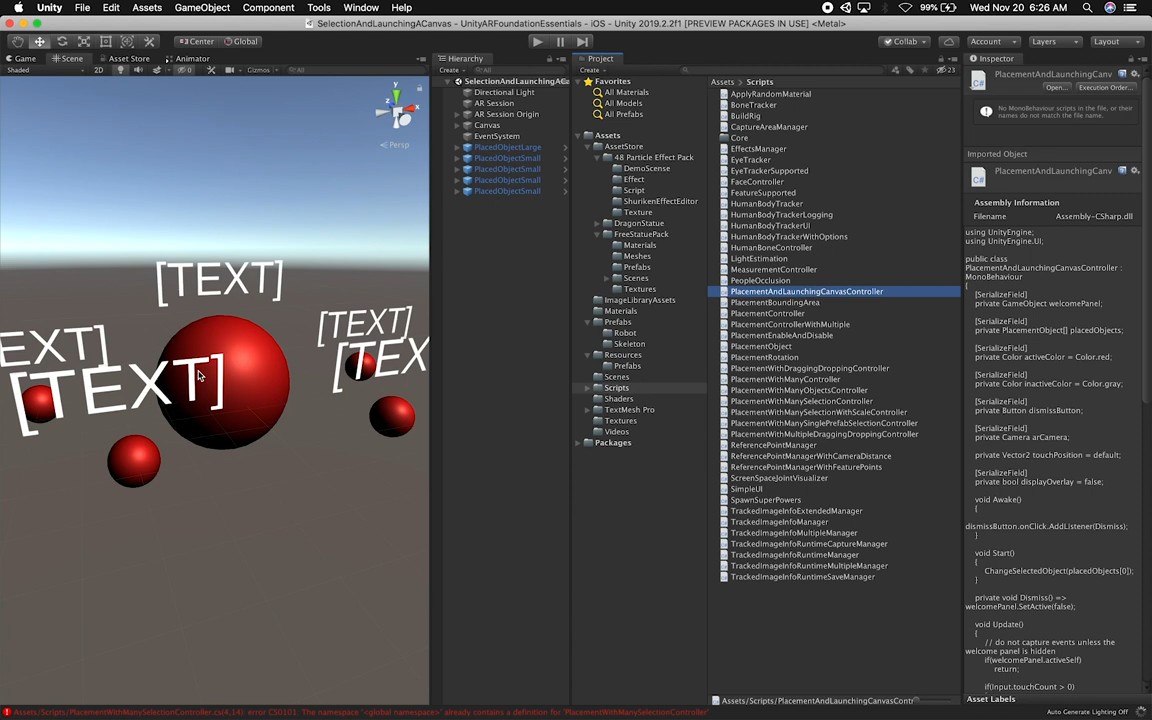 Unity File Edit Assets GameObject Component Tools Window Help 99% Wed Nov 20 6:26 AM
SelectionAndLaunchingACanvas - UnityARFoundationEssentials - iOS - Unity 2019.2.2f1 [PREVIEW PACKAGES IN USE] <Metal>
Center Global Collab Account Layers Layout
Game Scene Asset Store Animator
Shaded 2D Gizmos All
y
x
z
Persp
[TEXT]
EXT]
[TEXT]
[TEXT]
[TEX
Hierarchy
Create All
SelectionAndLaunchingACa
Directional Light
AR Session
AR Session Origin
Canvas
EventSystem
PlacedObjectLarge
PlacedObjectSmall
PlacedObjectSmall
PlacedObjectSmall
PlacedObjectSmall
Project
Create 23
Favorites
All Materials
All Models
All Prefabs
Assets
AssetStore
48 Particle Effect Pack
DemoScense
Effect
Script
ShurikenEffectEditor
Texture
DragonStatue
FreeStatuePack
Materials
Meshes
Prefabs
Scenes
Textures
ImageLibraryAssets
Materials
Prefabs
Robot
Skeleton
Resources
Prefabs
Scenes
Scripts
Shaders
TextMesh Pro
Textures
Videos
Packages
Assets Scripts
ApplyRandomMaterial
BoneTracker
BuildRig
CaptureAreaManager
Core
EffectsManager
EyeTracker
EyeTrackerSupported
FaceController
FeatureSupported
HumanBodyTracker
HumanBodyTrackerLogging
HumanBodyTrackerUI
HumanBodyTrackerWithOptions
HumanBoneController
LightEstimation
MeasurementController
PeopleOcclusion
PlacementAndLaunchingCanvasController
PlacementBoundingArea
PlacementController
PlacementControllerWithMultiple
PlacementEnableAndDisable
PlacementObject
PlacementRotation
PlacementWithDraggingDroppingController
PlacementWithManyController
PlacementWithManyObjectsController
PlacementWithManySelectionController
PlacementWithManySelectionWithScaleController
PlacementWithManySinglePrefabSelectionController
PlacementWithMultipleDraggingDroppingController
ReferencePointManager
ReferencePointManagerWithCameraDistance
ReferencePointManagerWithFeaturePoints
ScreenSpaceJointVisualizer
SimpleUI
SpawnSuperPowers
TrackedImageInfoExtendedManager
TrackedImageInfoManager
TrackedImageInfoMultipleManager
TrackedImageInfoRuntimeCaptureManager
TrackedImageInfoRuntimeManager
TrackedImageInfoRuntimeMultipleManager
TrackedImageInfoRuntimeSaveManager
Assets/Scripts/PlacementAndLaunchingCanvasContr
Inspector
PlacementAndLaunchingCanv
C#
Open... Execution Order...
No MonoBehaviour scripts in the file, or their
names do not match the file name.
Imported Object
PlacementAndLaunchingCanv
C#
Assembly Information
Filename Assembly-CSharp.dll
using UnityEngine;
using UnityEngine.UI;
public class
PlacementAndLaunchingCanvasController :
MonoBehaviour
{
[SerializeField]
private GameObject welcomePanel;
[SerializeField]
private PlacementObject[] placedObjects;
[SerializeField]
private Color activeColor = Color.red;
[SerializeField]
private Color inactiveColor = Color.gray;
[SerializeField]
private Button dismissButton;
[SerializeField]
private Camera arCamera;
private Vector2 touchPosition = default;
[SerializeField]
private bool displayOverlay = false;
void Awake()
{
dismissButton.onClick.AddListener(Dismiss);
}
void Start()
{
ChangeSelectedObject(placedObjects[0]);
}
private void Dismiss() =>
welcomePanel.SetActive(false);
void Update()
{
// do not capture events unless the
welcome panel is hidden
if(welcomePanel.activeSelf)
return;
if(Input.touchCount > 0)
Asset Labels
Assets/Scripts/PlacementWithManySelectionController.cs(4,14): error CS0101: The namespace '<global namespace>' already contains a definition for 'PlacementWithManySelectionController'
Auto Generate Lighting Off